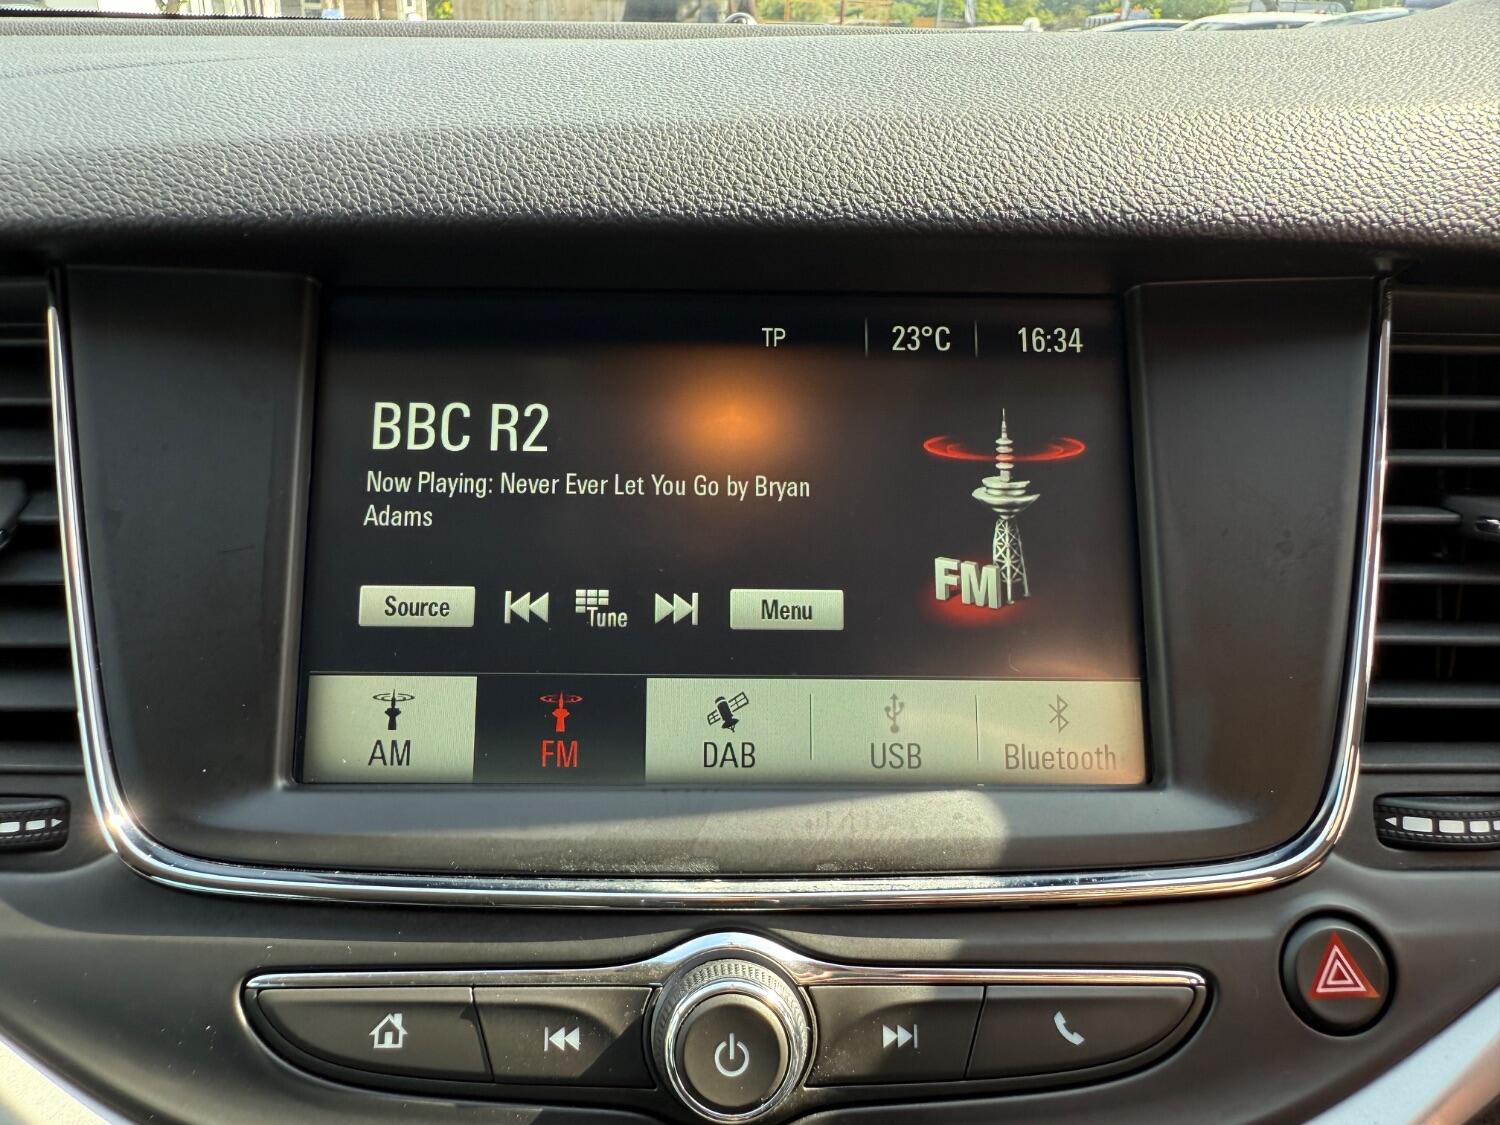 TP 23°C 16:34
BBC R2
Now Playing: Never Ever Let You Go by Bryan
Adams
Source Tune Menu
FM
AM FM DAB USB Bluetooth